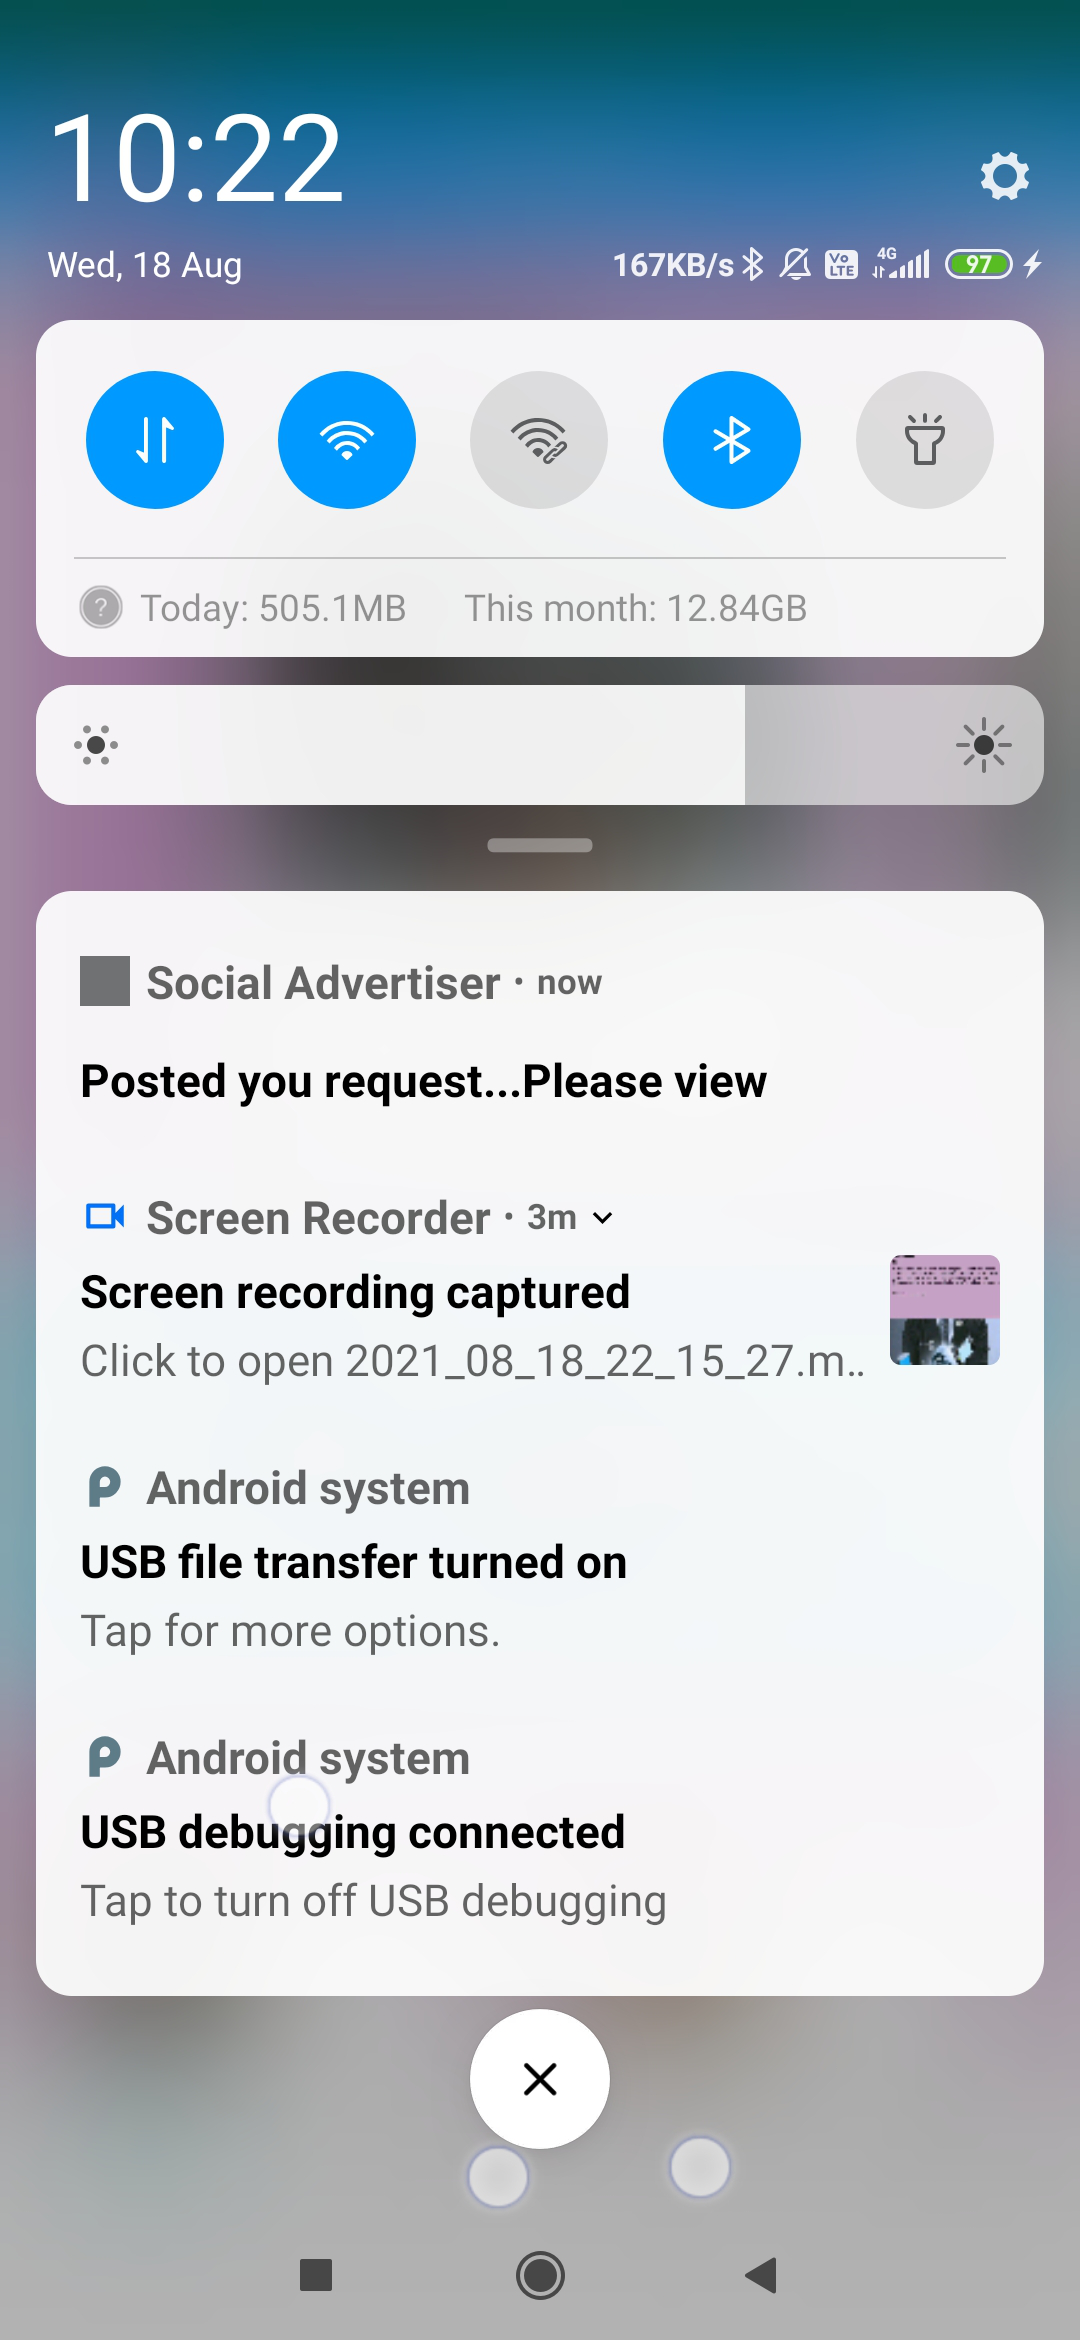 10:22
Wed, 18 Aug
167KB/s Vo LTE 4G 97
? Today: 505.1MB This month: 12.84GB
Social Advertiser · now
Posted you request...Please view
Screen Recorder · 3m
Screen recording captured
Click to open 2021_08_18_22_15_27.m..
Android system
USB file transfer turned on
Tap for more options.
Android system
USB debugging connected
Tap to turn off USB debugging